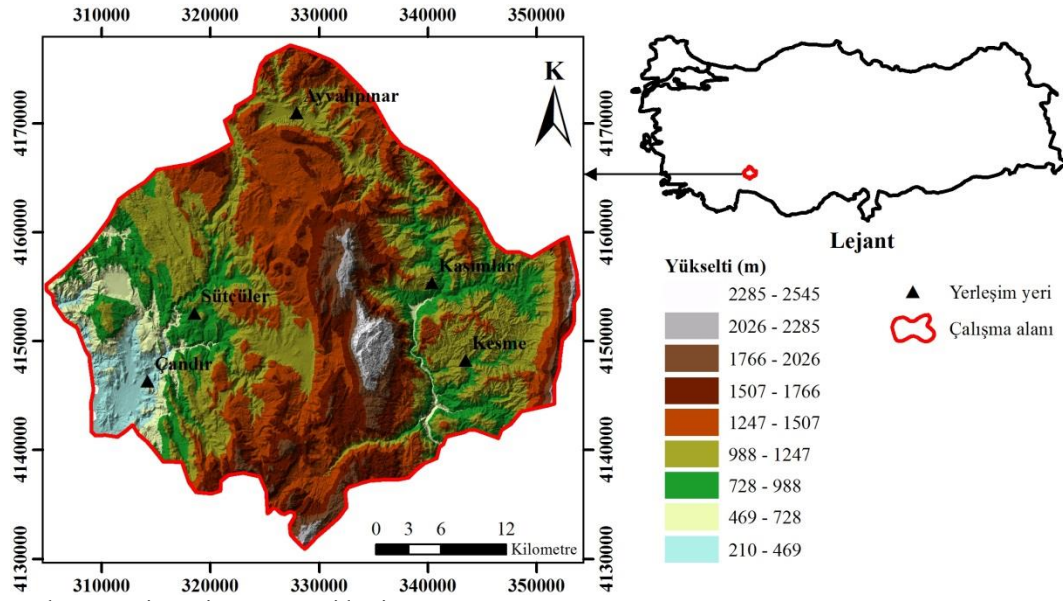 310000 320000 330000 340000 350000
4170000
4160000
4150000
4140000
4130000
K
Ayvalıpınar
Kasımlar
Sütçüler
Kesme
Çandır
0 3 6 12
Kilometre
310000 320000 330000 340000 350000
4170000
4160000
4150000
4140000
4130000
Lejant
Yükselti (m)
2285 - 2545
2026 - 2285
1766 - 2026
1507 - 1766
1247 - 1507
988 - 1247
728 - 988
469 - 728
210 - 469
Yerleşim yeri
Çalışma alanı